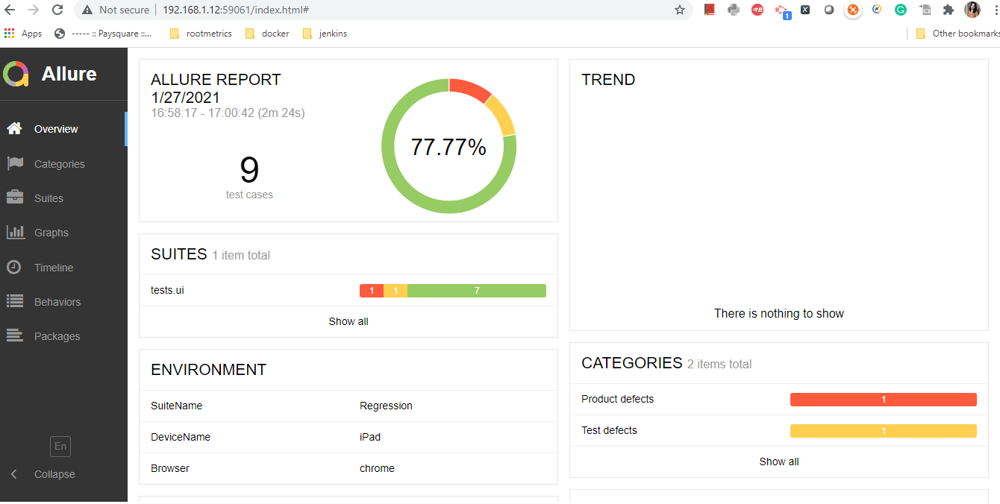 Not secure
192.168.1.12:59061/index.html#
1
Apps
----- :: Paysquare ::...
rootmetrics
docker
jenkins
Other bookmarks
Allure
Overview
Categories
Suites
Graphs
Timeline
Behaviors
Packages
En
Collapse
ALLURE REPORT
1/27/2021
16:58:17 - 17:00:42 (2m 24s)
9
test cases
77.77%
SUITES 1 item total
tests.ui
1 1 7
Show all
ENVIRONMENT
SuiteName Regression
DeviceName iPad
Browser chrome
TREND
There is nothing to show
CATEGORIES 2 items total
Product defects 1
Test defects 1
Show all